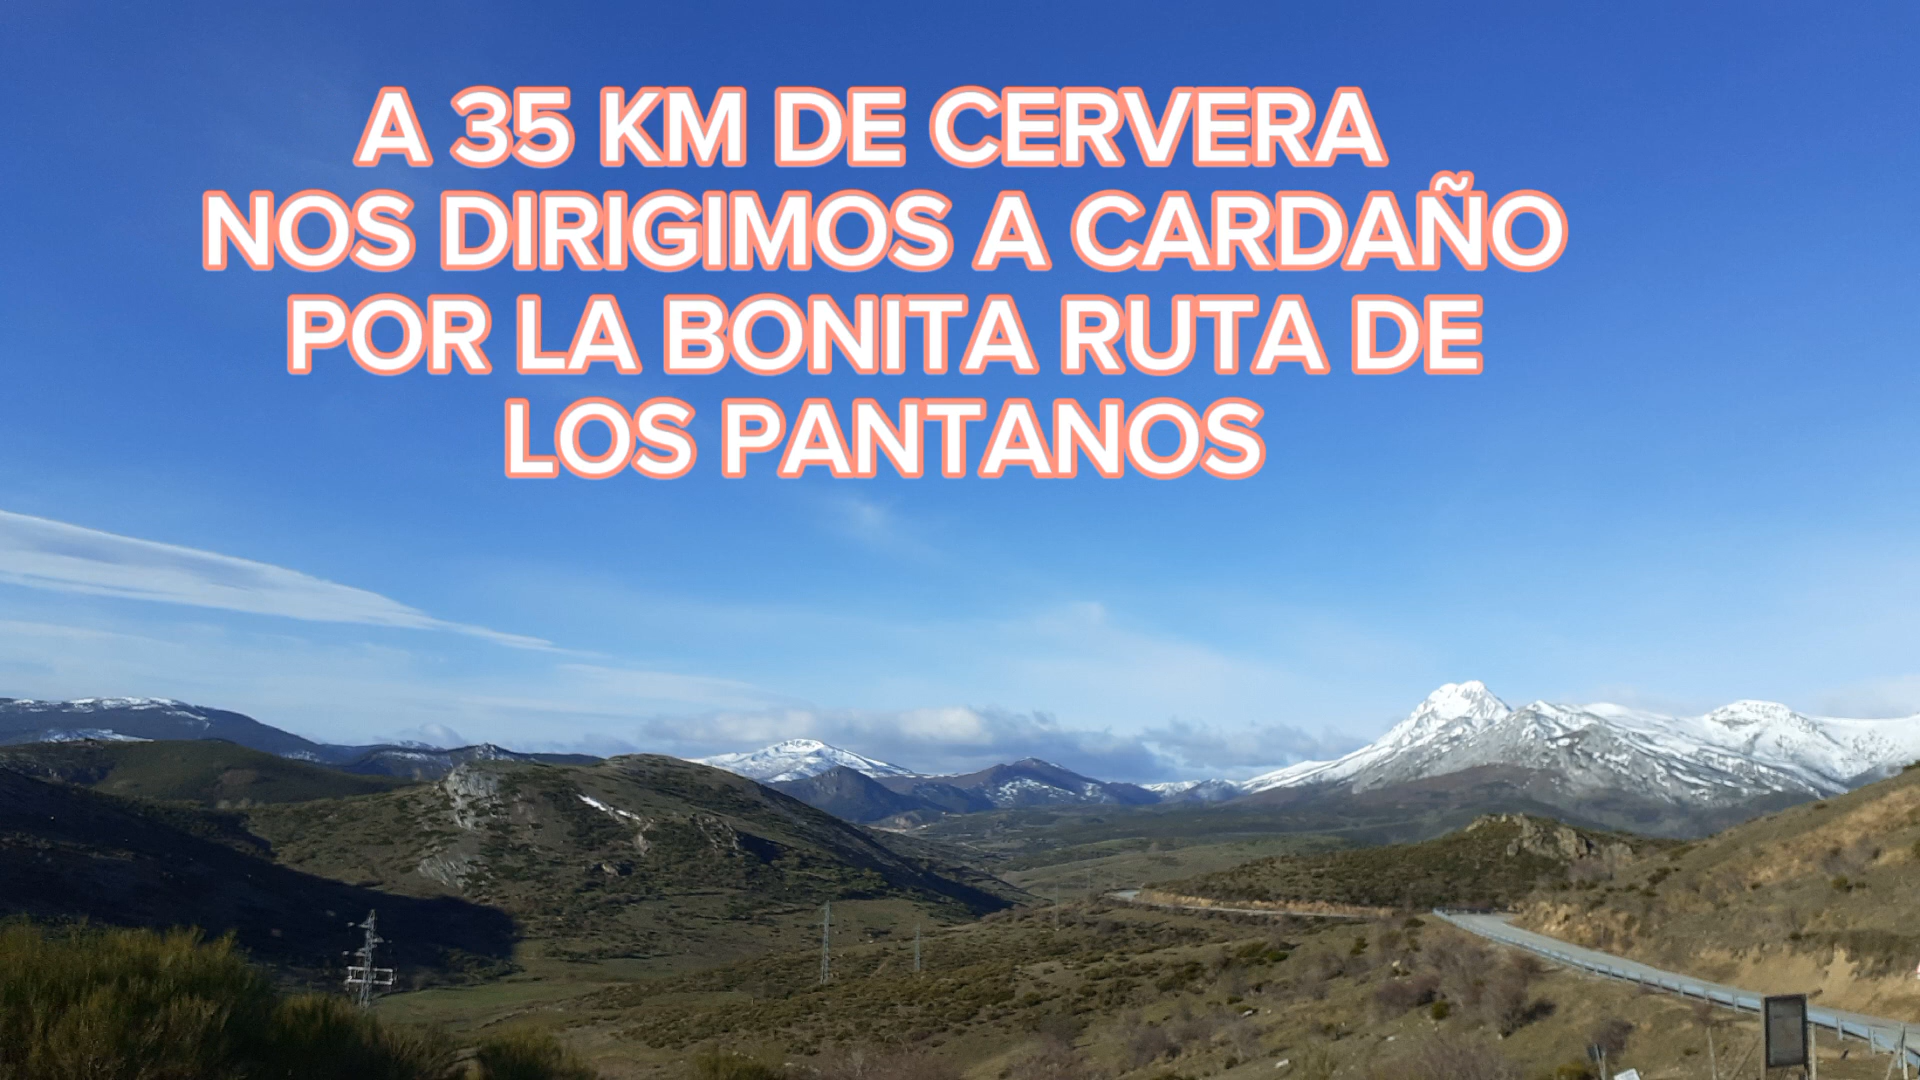 A 35 KM DE CERVERA
NOS DIRIGIMOS A CARDAÑO
POR LA BONITA RUTA DE
LOS PANTANOS